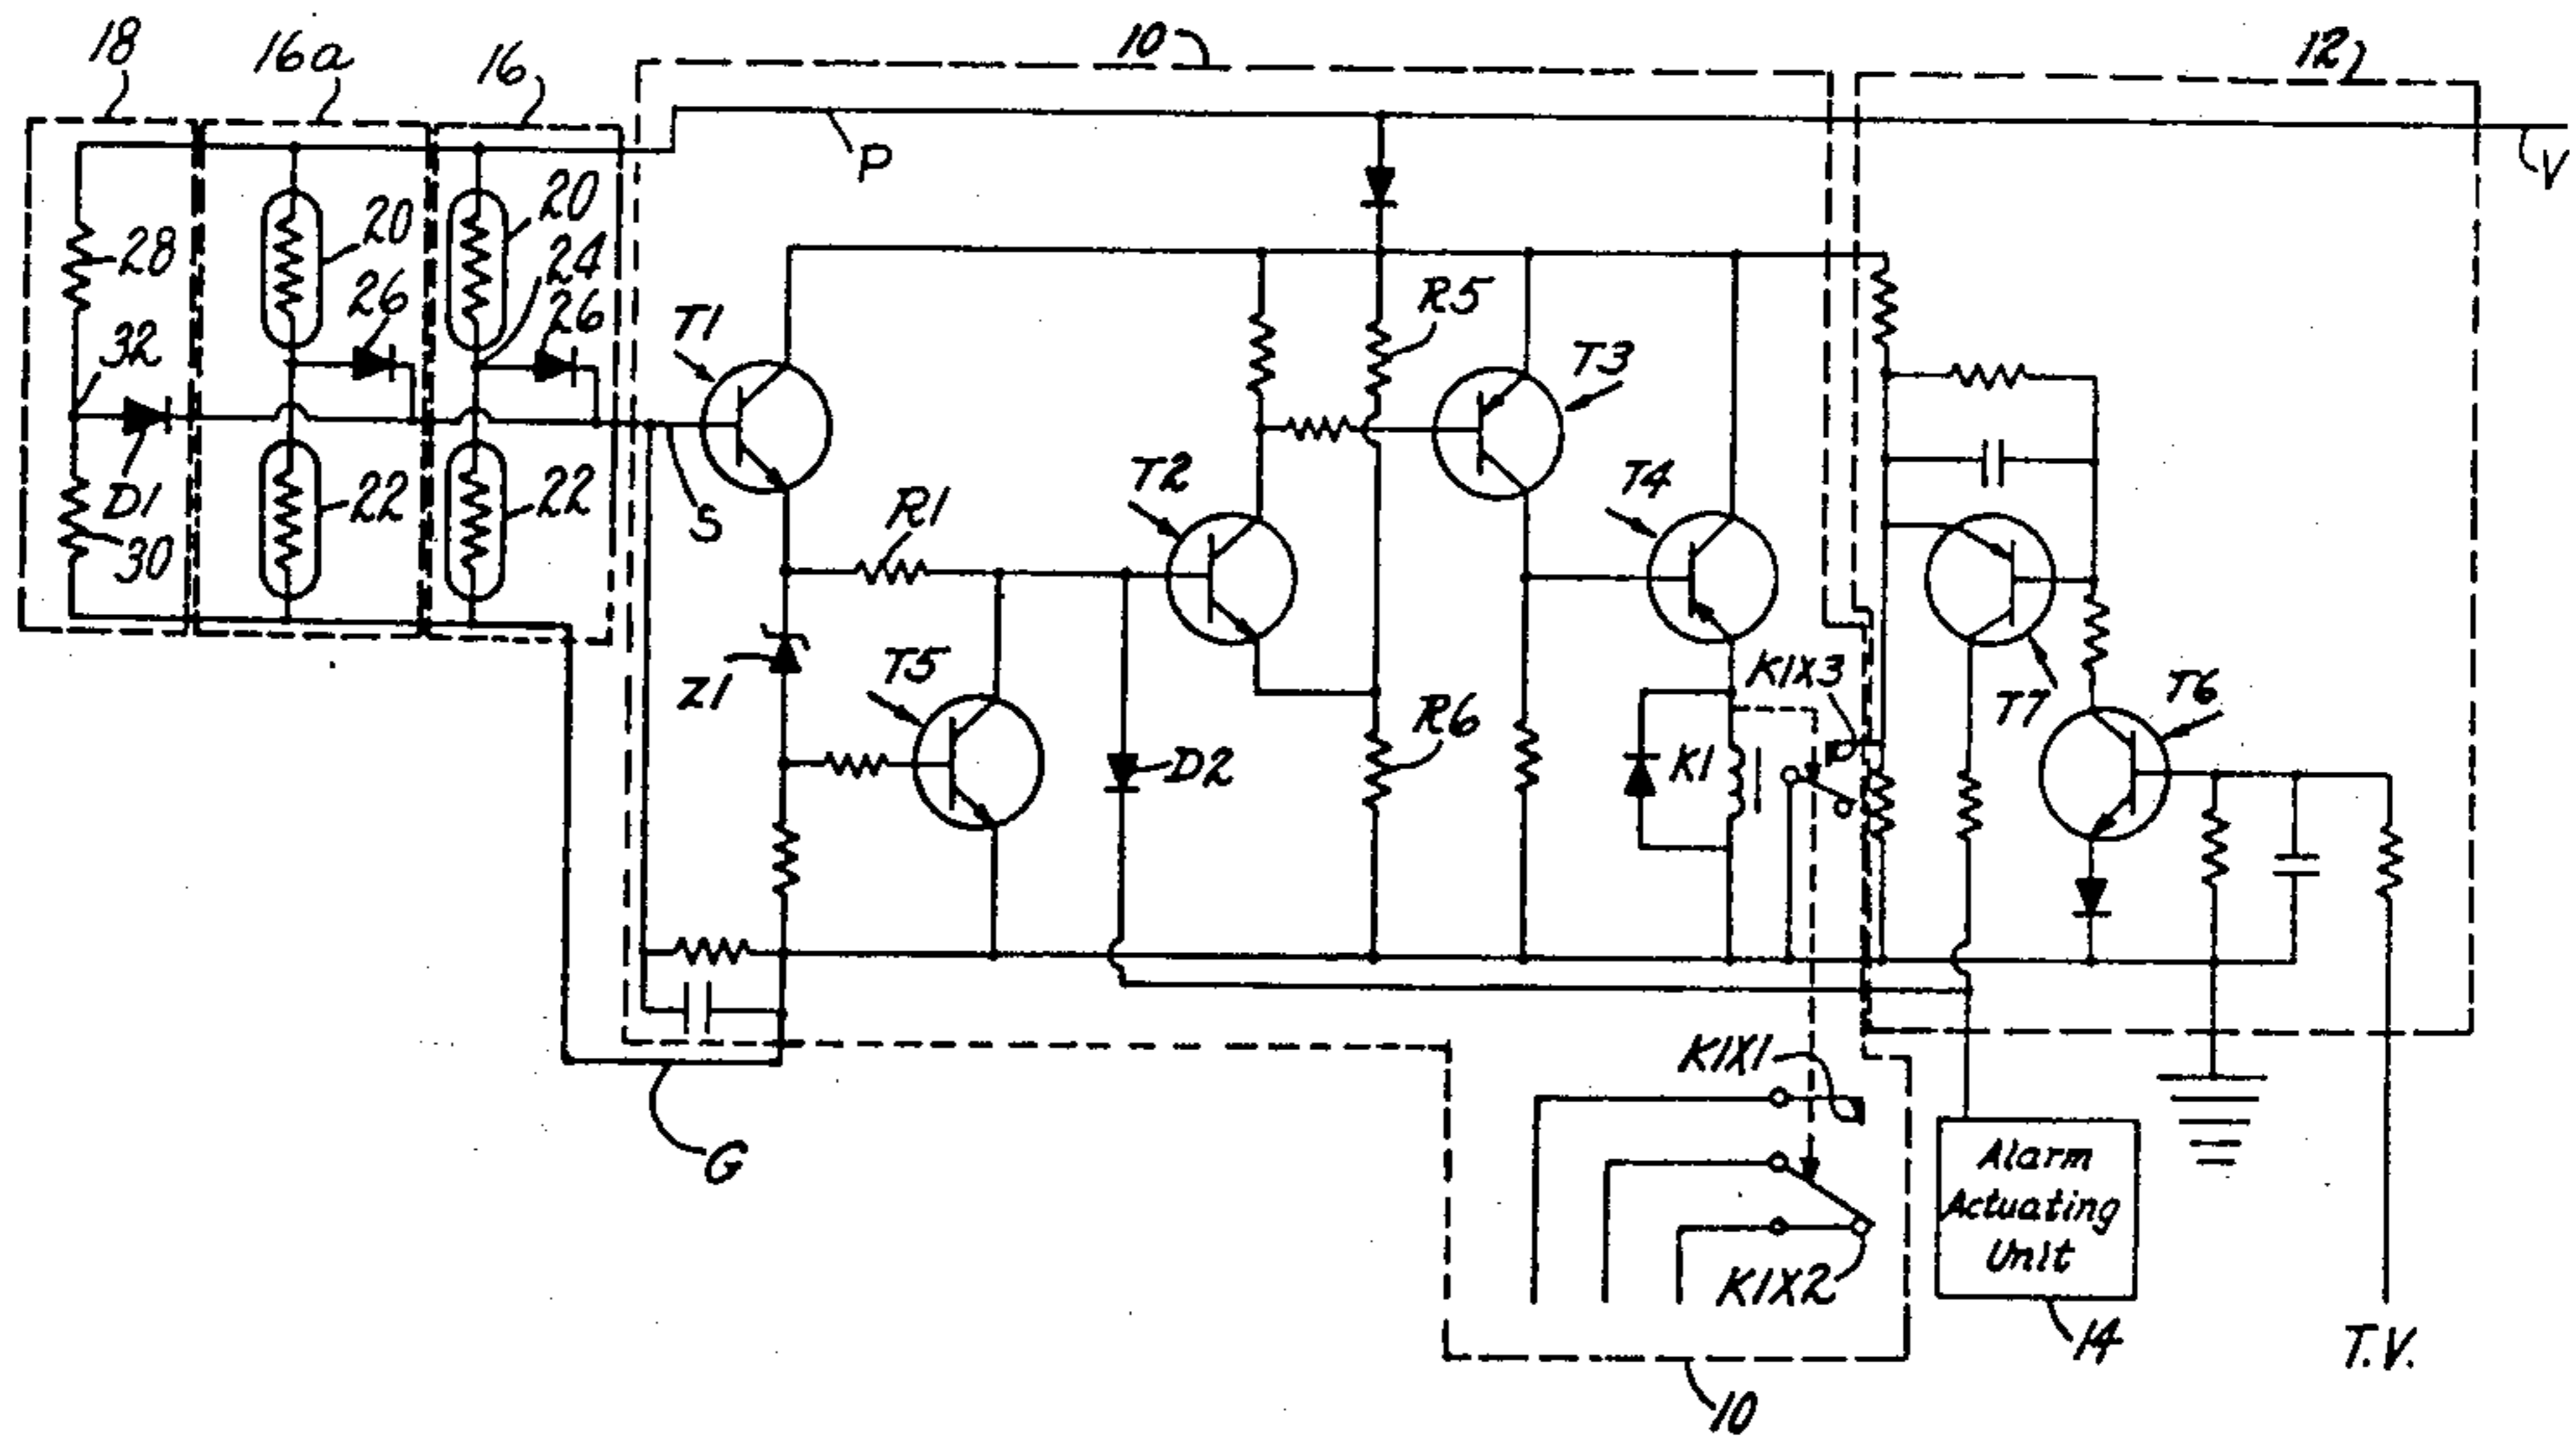 18
16a
16
10
12
P
V
20
20
28
24
26
26
32
T1
R5
T3
D1
22
22
30
S
R1
T2
T4
Z1
T5
D2
R6
K1
K1X3
T7
T6
G
K1X1
K1X2
Alarm
Actuating
Unit
14
T.V.
10